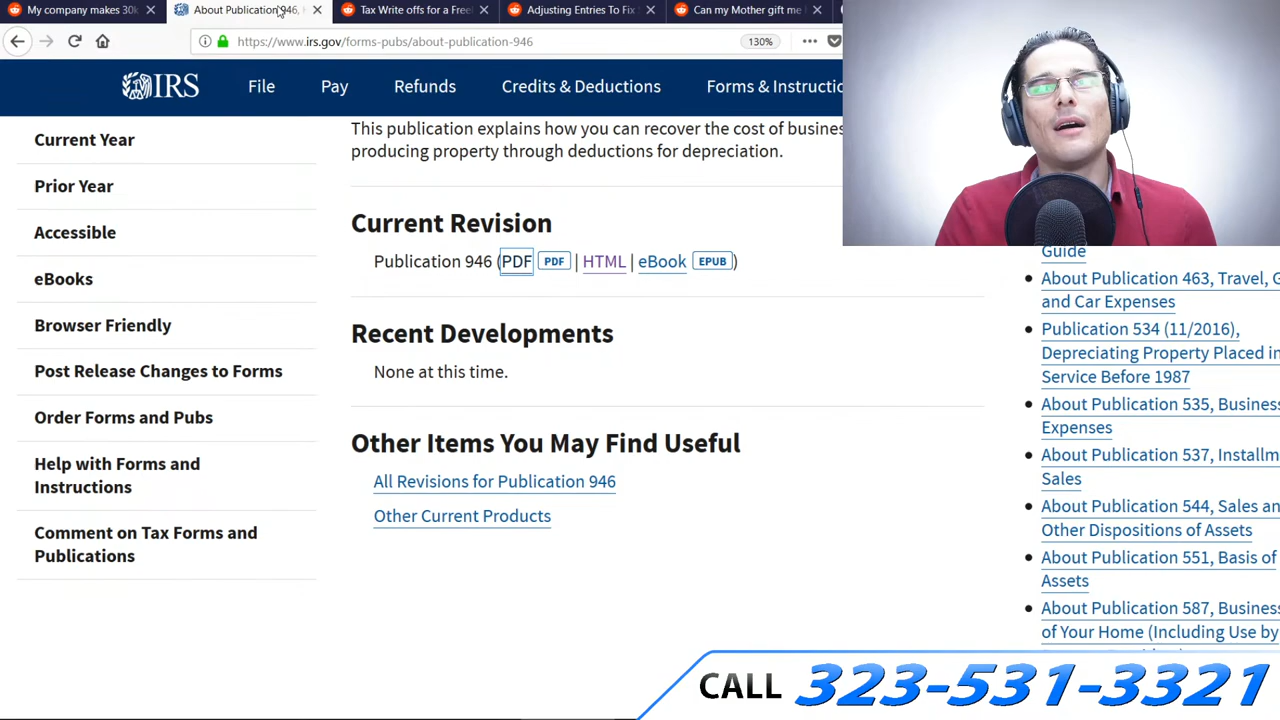 My company makes 30k
About Publication 946,
Tax Write offs for a Free
Adjusting Entries To Fix
Can my Mother gift me
https://www.irs.gov/forms-pubs/about-publication-946
130%
IRS
File
Pay
Refunds
Credits & Deductions
Forms & Instructio
Current Year
Prior Year
Accessible
eBooks
Browser Friendly
Post Release Changes to Forms
Order Forms and Pubs
Help with Forms and
Instructions
Comment on Tax Forms and
Publications
This publication explains how you can recover the cost of busine
producing property through deductions for depreciation.
Current Revision
Publication 946 (PDF PDF | HTML | eBook EPUB)
Recent Developments
None at this time.
Other Items You May Find Useful
All Revisions for Publication 946
Other Current Products
Guide
About Publication 463, Travel, G
and Car Expenses
Publication 534 (11/2016),
Depreciating Property Placed in
Service Before 1987
About Publication 535, Business
Expenses
About Publication 537, Installm
Sales
About Publication 544, Sales an
Other Dispositions of Assets
About Publication 551, Basis of
Assets
About Publication 587, Business
of Your Home (Including Use by
CALL 323-531-3321